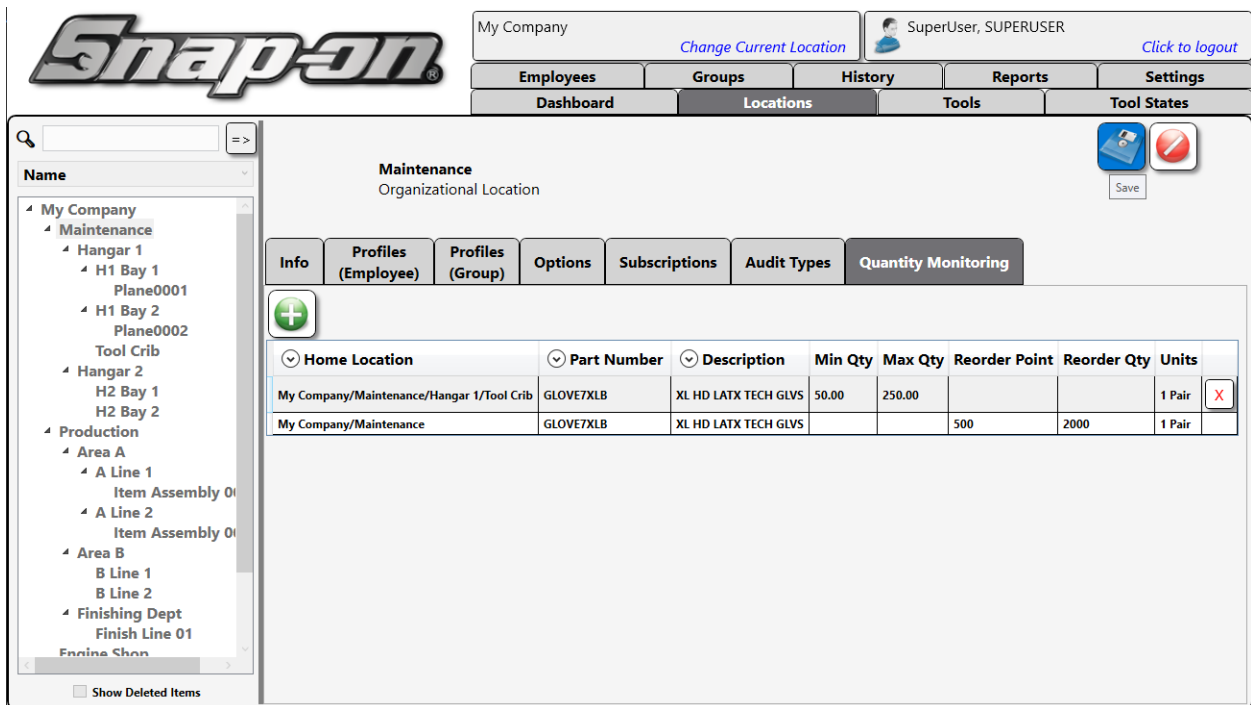 Snap-on®
My Company
Change Current Location
SuperUser, SUPERUSER
Click to logout
Employees Groups History Reports Settings
Dashboard Locations Tools Tool States
=>
Name
My Company
Maintenance
Hangar 1
H1 Bay 1
Plane0001
H1 Bay 2
Plane0002
Tool Crib
Hangar 2
H2 Bay 1
H2 Bay 2
Production
Area A
A Line 1
Item Assembly
A Line 2
Item Assembly
Area B
B Line 1
B Line 2
Finishing Dept
Finish Line 01
Engine Shop
Show Deleted Items
Maintenance
Organizational Location
Save
Info Profiles (Employee) Profiles (Group) Options Subscriptions Audit Types Quantity Monitoring
Home Location Part Number Description Min Qty Max Qty Reorder Point Reorder Qty Units
My Company/Maintenance/Hangar 1/Tool Crib GLOVE7XLB XL HD LATX TECH GLVS 50.00 250.00 1 Pair X
My Company/Maintenance GLOVE7XLB XL HD LATX TECH GLVS 500 2000 1 Pair